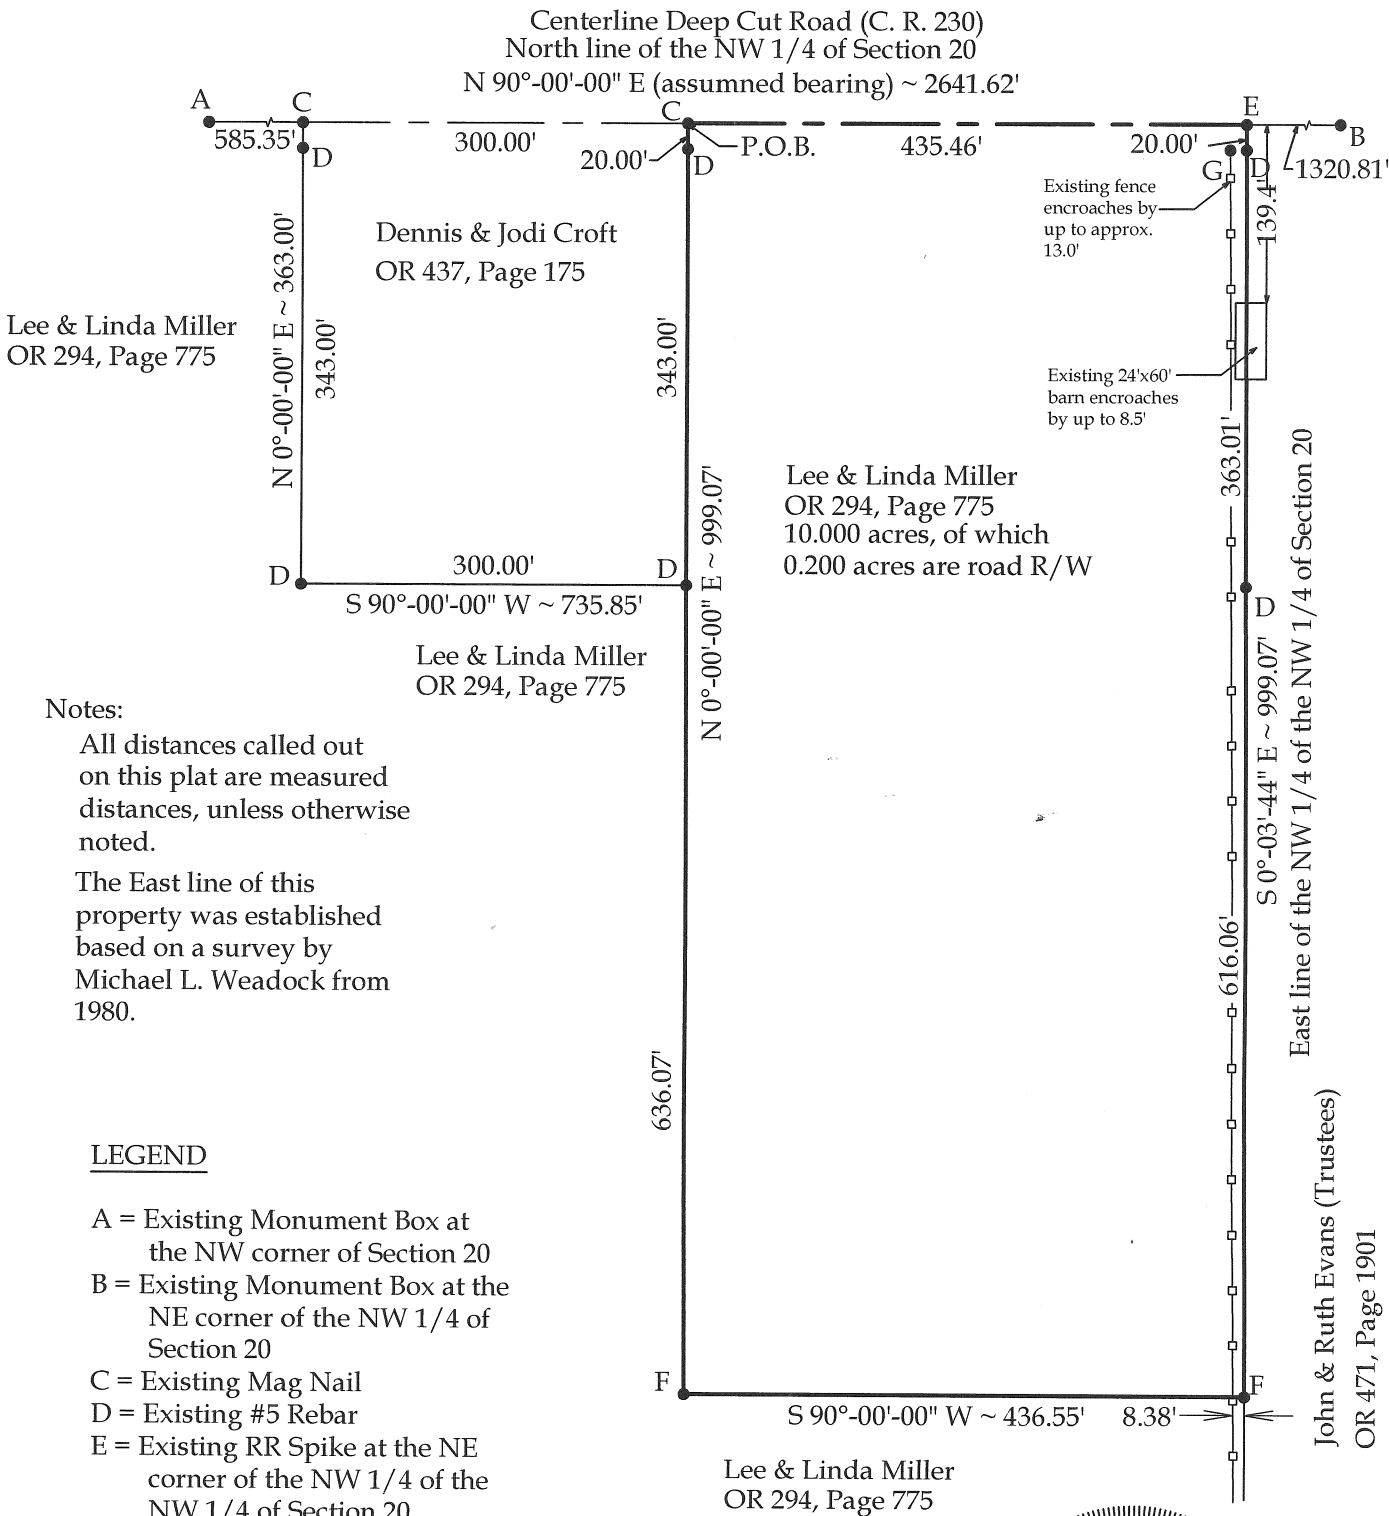 Centerline Deep Cut Road (C. R. 230)
North line of the NW 1/4 of Section 20
N 90°-00'-00" E (assumned bearing) ~ 2641.62'
A
C
C
E
B
585.35'
300.00'
20.00'
P.O.B.
435.46'
20.00'
1320.81'
D
D
G
D
139.4'
Existing fence
encroaches by
up to approx.
13.0'
Dennis & Jodi Croft
OR 437, Page 175
N 0°-00'-00" E ~ 363.00'
343.00'
343.00'
Lee & Linda Miller
OR 294, Page 775
Existing 24'x60'
barn encroaches
by up to 8.5'
363.01'
Lee & Linda Miller
OR 294, Page 775
10.000 acres, of which
0.200 acres are road R/W
N 0°-00'-00" E ~ 999.07'
D
300.00'
D
D
S 90°-00'-00" W ~ 735.85'
Lee & Linda Miller
OR 294, Page 775
S 0°-03'-44" E ~ 999.07'
East line of the NW 1/4 of the NW 1/4 of Section 20
Notes:
All distances called out
on this plat are measured
distances, unless otherwise
noted.
The East line of this
property was established
based on a survey by
Michael L. Weadock from
1980.
616.06'
636.07'
LEGEND
A = Existing Monument Box at
the NW corner of Section 20
B = Existing Monument Box at the
NE corner of the NW 1/4 of
Section 20
C = Existing Mag Nail
D = Existing #5 Rebar
E = Existing RR Spike at the NE
corner of the NW 1/4 of the
NW 1/4 of Section 20
F
F
S 90°-00'-00" W ~ 436.55'
8.38'
John & Ruth Evans (Trustees)
OR 471, Page 1901
Lee & Linda Miller
OR 294, Page 775